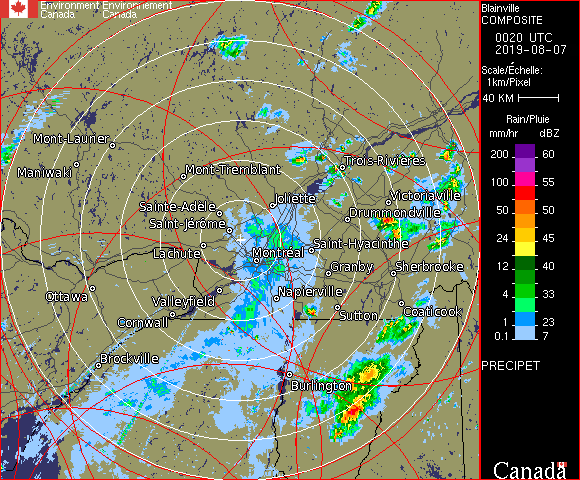 Environment Environnement
Canada Canada
Blainville
COMPOSITE
0020 UTC
2019-08-07
Scale/Échelle:
1km/Pixel
40 KM
Rain/Pluie
mm/hr dBZ
200 60
100 55
50 50
24 45
12 40
4 33
1 23
0.1 7
PRECIPET
Canada
Mont-Laurier
Maniwaki
Mont-Tremblant
Trois-Rivières
Joliette
Victoriaville
Sainte-Adèle
Drummondville
Saint-Jérôme
Saint-Hyacinthe
Lachute
Montréal
Granby
Sherbrooke
Ottawa
Valleyfield
Napierville
Cornwall
Sutton
Coaticook
Brockville
Burlington